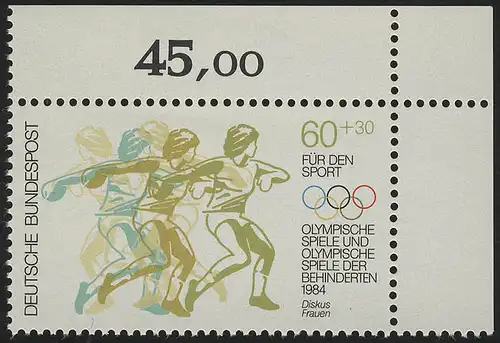 45,00
DEUTSCHE BUNDESPOST
60+30
FÜR DEN
SPORT
OLYMPISCHE
SPIELE UND
OLYMPISCHE
SPIELE DER
BEHINDERTEN
1984
Diskus
Frauen